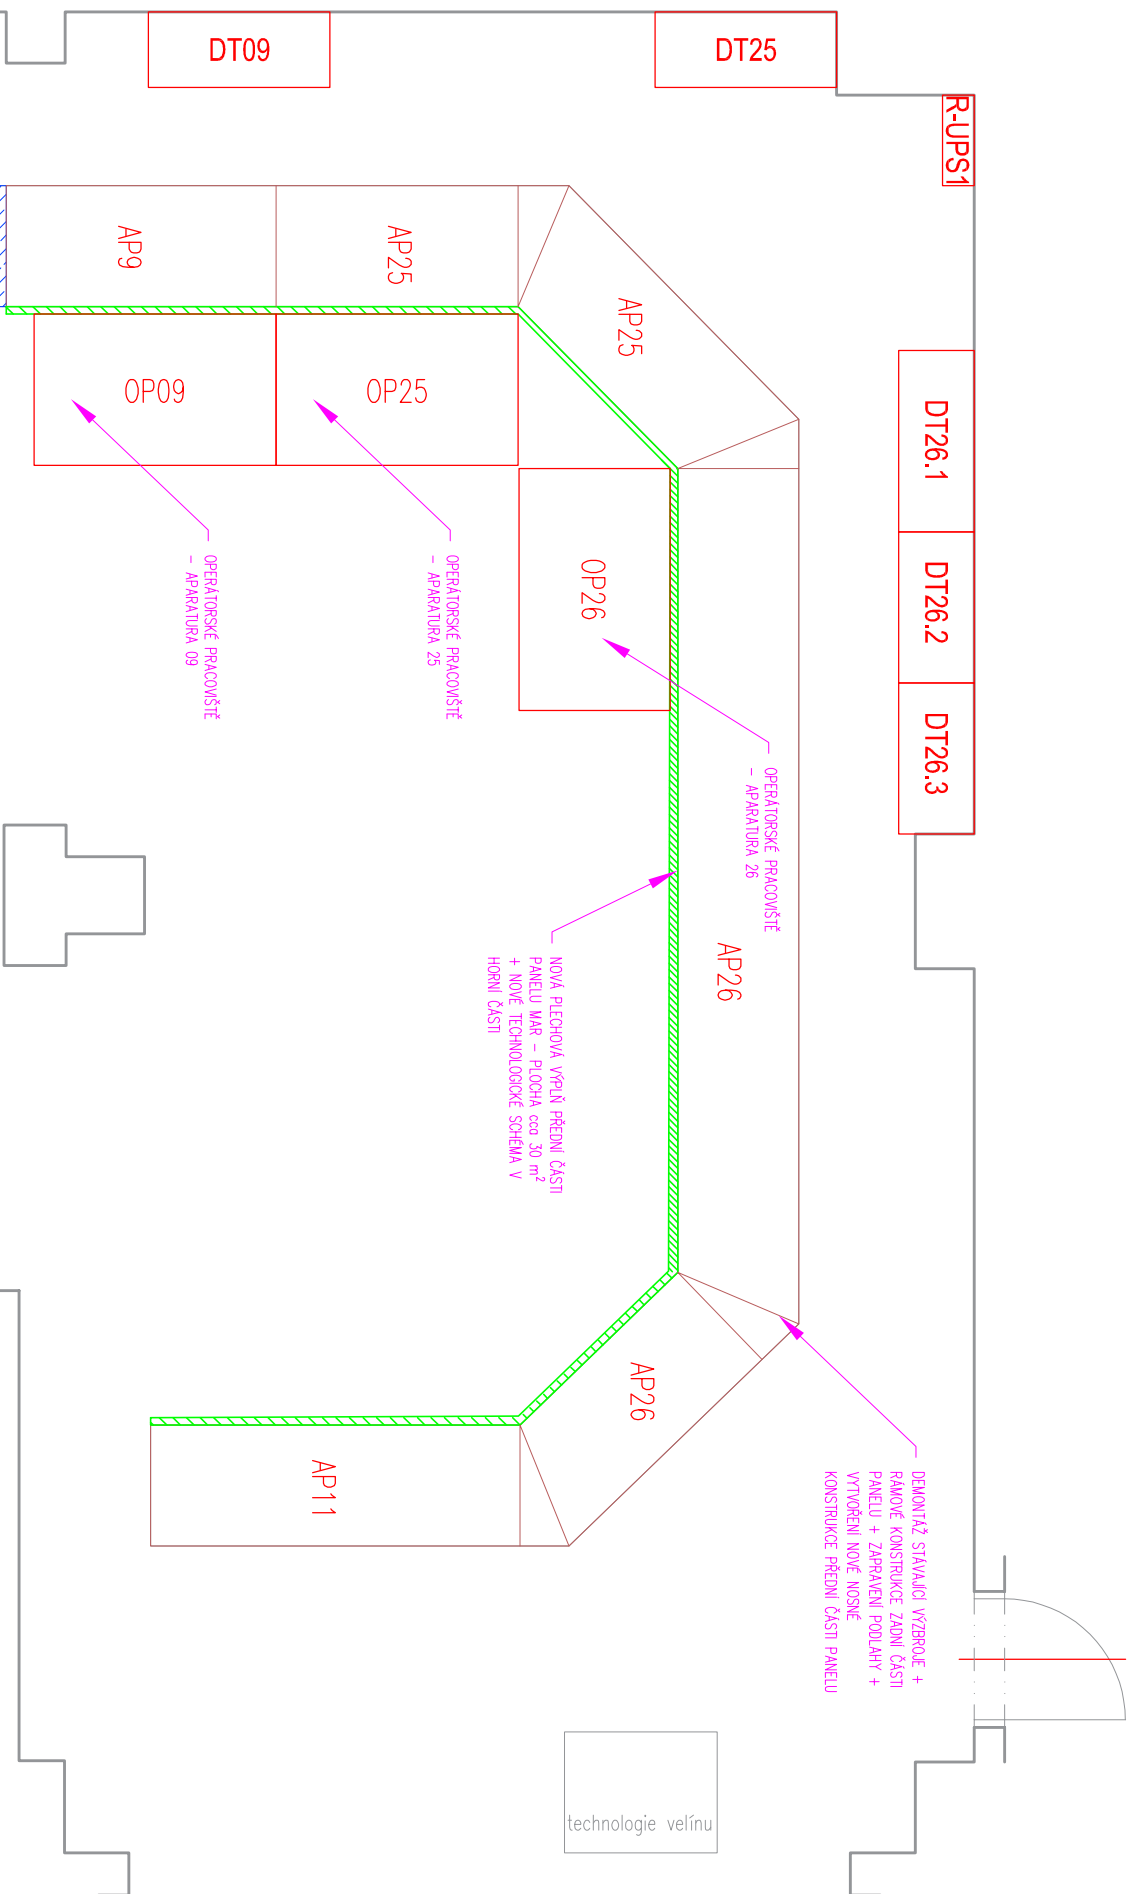 DT09
DT25
R-UPS1
AP9
AP25
AP25
OP09
OP25
DT26.1
DT26.2
DT26.3
OP26
OPERÁTORSKÉ PRACOVIŠTĚ
- APARATURA 09
OPERÁTORSKÉ PRACOVIŠTĚ
- APARATURA 25
OPERÁTORSKÉ PRACOVIŠTĚ
- APARATURA 26
AP26
NOVÁ PLECHOVÁ VÝPLŇ PŘEDNÍ ČÁSTI
PANELU MAR - PLOCHA cca 30 m²
+ NOVÉ TECHNOLOGICKÉ SCHÉMA V
HORNÍ ČÁSTI
AP26
AP11
DEMONTÁŽ STÁVAJÍCÍ VÝZBROJE +
RÁMOVÉ KONSTRUKCE ZADNÍ ČÁSTI
PANELU + ZAPRAVENÍ PODLAHY +
VYTVOŘENÍ NOVÉ NOSNÉ
KONSTRUKCE PŘEDNÍ ČÁSTI PANELU
technologie velínu